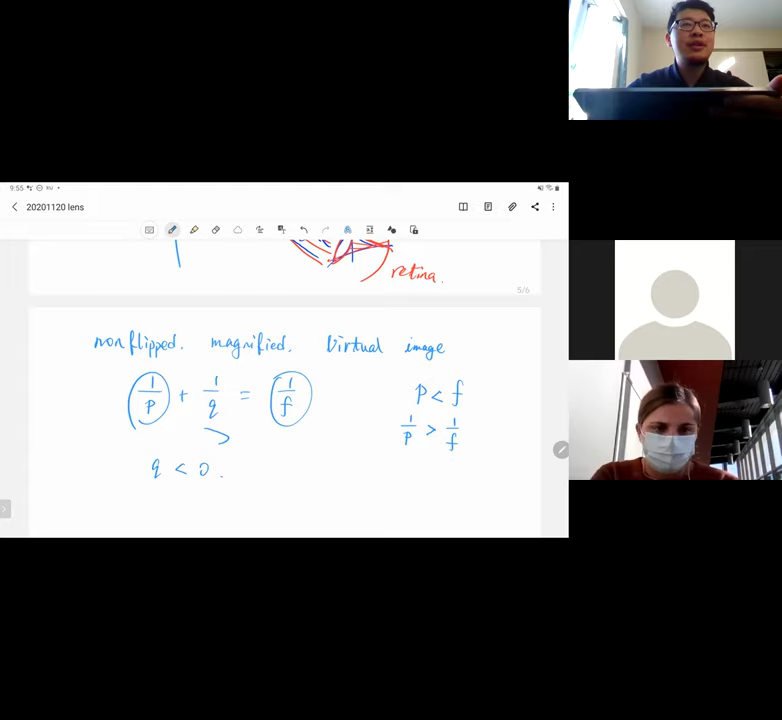 9:55
20201120 lens
retina.
5/6
nonflipped. magnified. Virtual image
1/p + 1/q = 1/f
p < f
1/p > 1/f
q < 0.